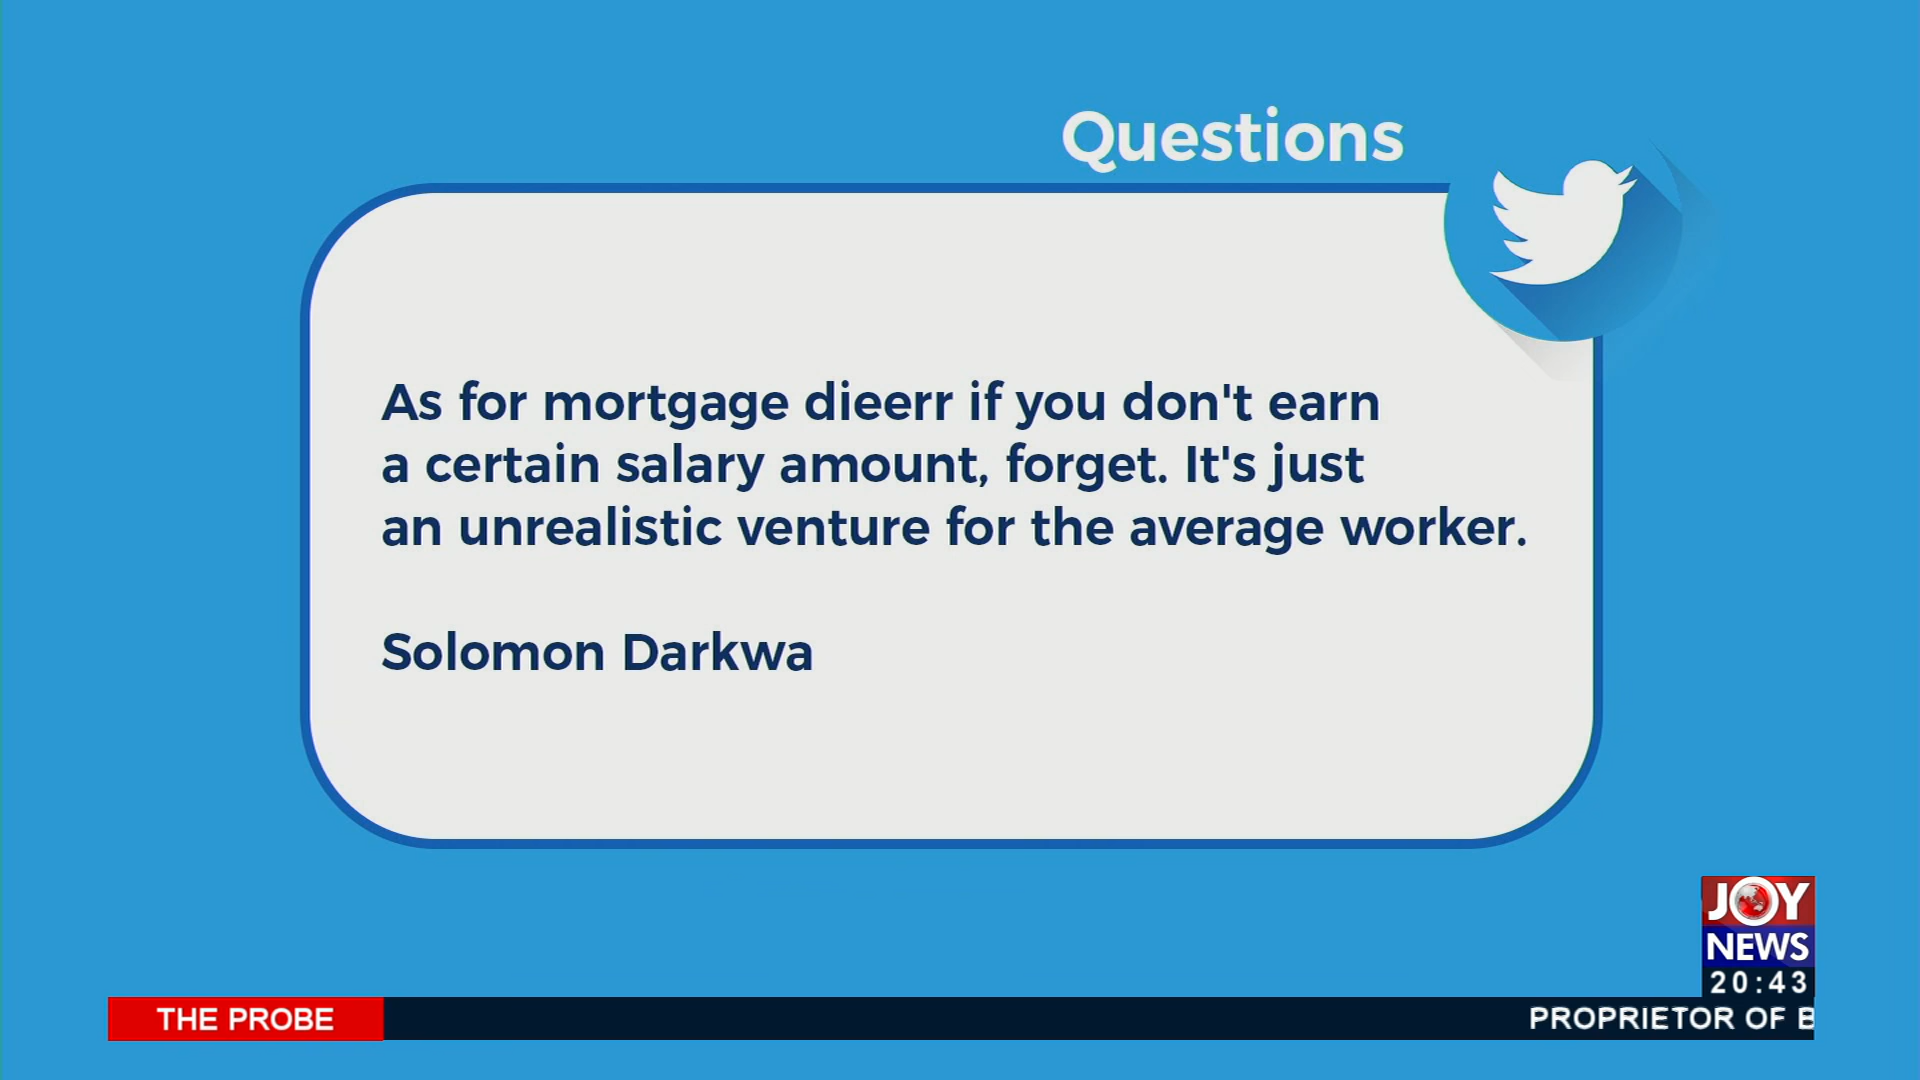 Questions
As for mortgage dieerr if you don't earn
a certain salary amount, forget. It's just
an unrealistic venture for the average worker.
Solomon Darkwa
JOY
NEWS
20:43
THE PROBE
PROPRIETOR OF B